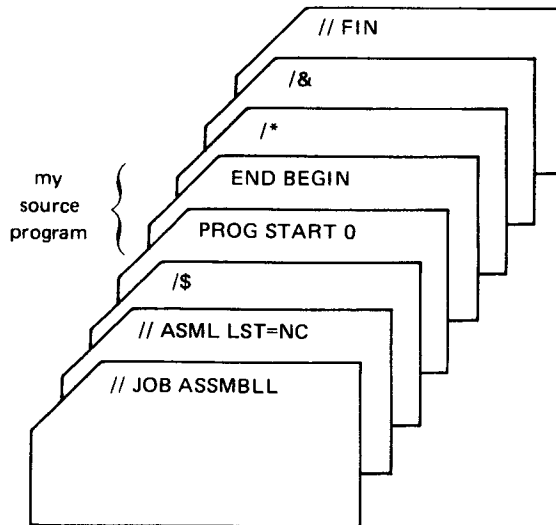 // FIN
/&
/*
END BEGIN
my
source
program
PROG START 0
/$
// ASML LST=NC
// JOB ASSMBLL